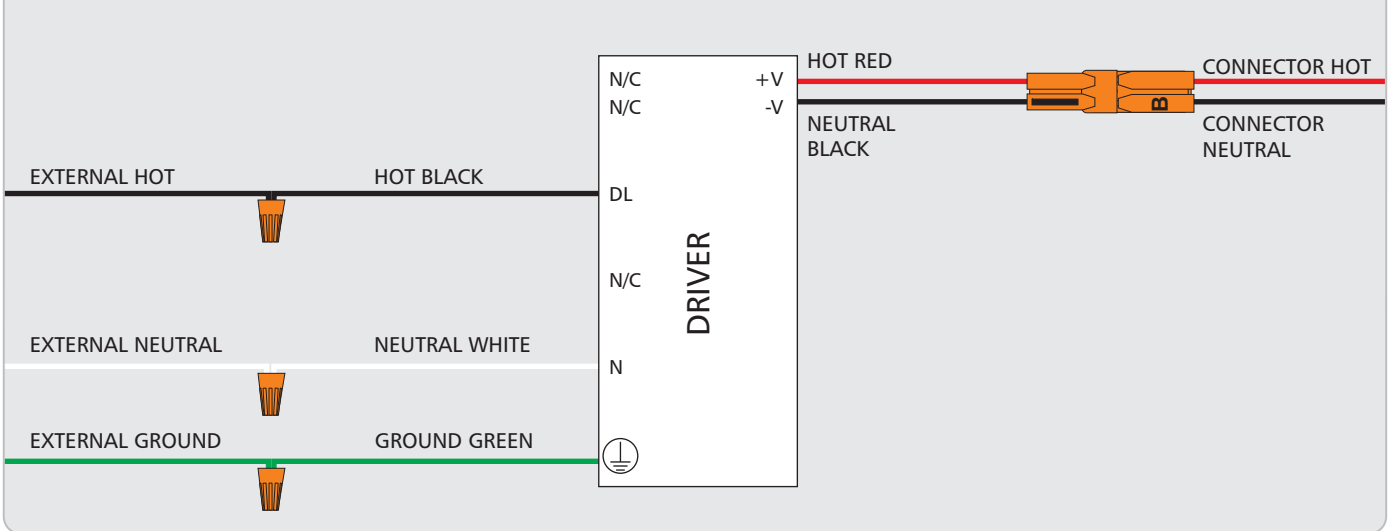 HOT RED
CONNECTOR HOT
N/C +V
N/C -V
NEUTRAL
BLACK
B
CONNECTOR
NEUTRAL
EXTERNAL HOT
HOT BLACK
DL
DRIVER
N/C
EXTERNAL NEUTRAL
NEUTRAL WHITE
N
EXTERNAL GROUND
GROUND GREEN